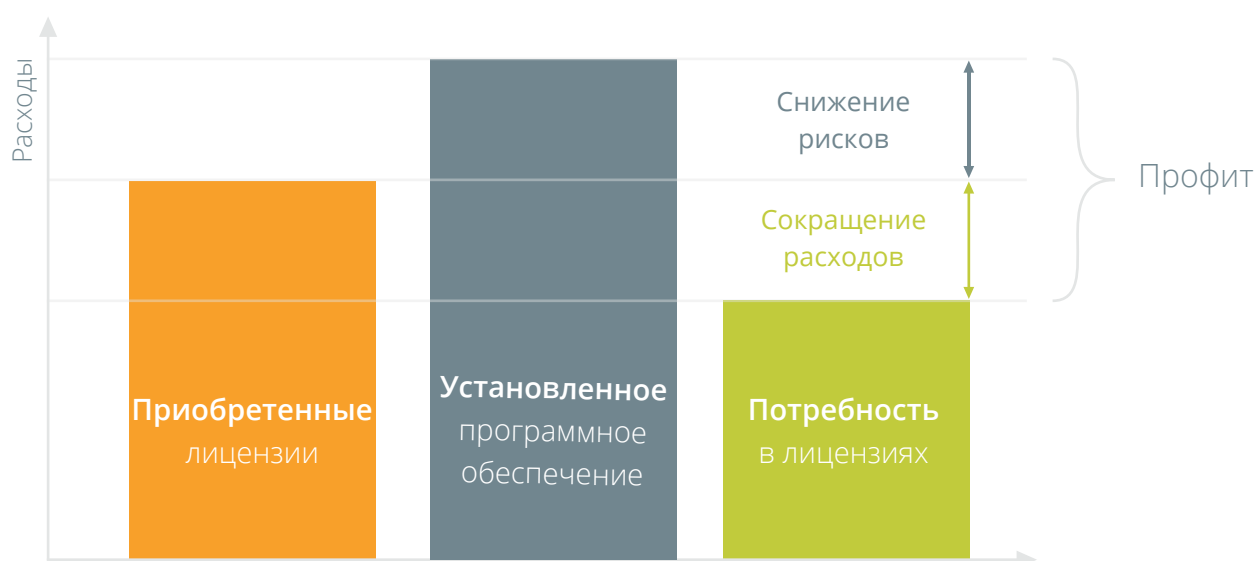 Расходы
Снижение
рисков
Профит
Сокращение
расходов
Приобретенные
лицензии
Установленное
программное
обеспечение
Потребность
в лицензиях